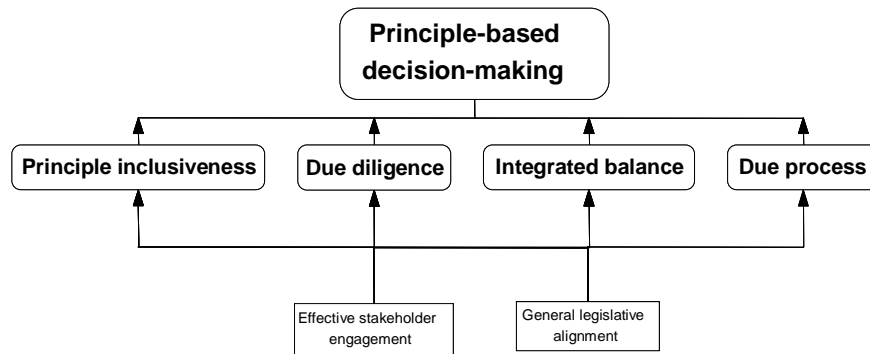 Principle-based
decision-making
Principle inclusiveness
Due diligence
Integrated balance
Due process
Effective stakeholder
engagement
General legislative
alignment